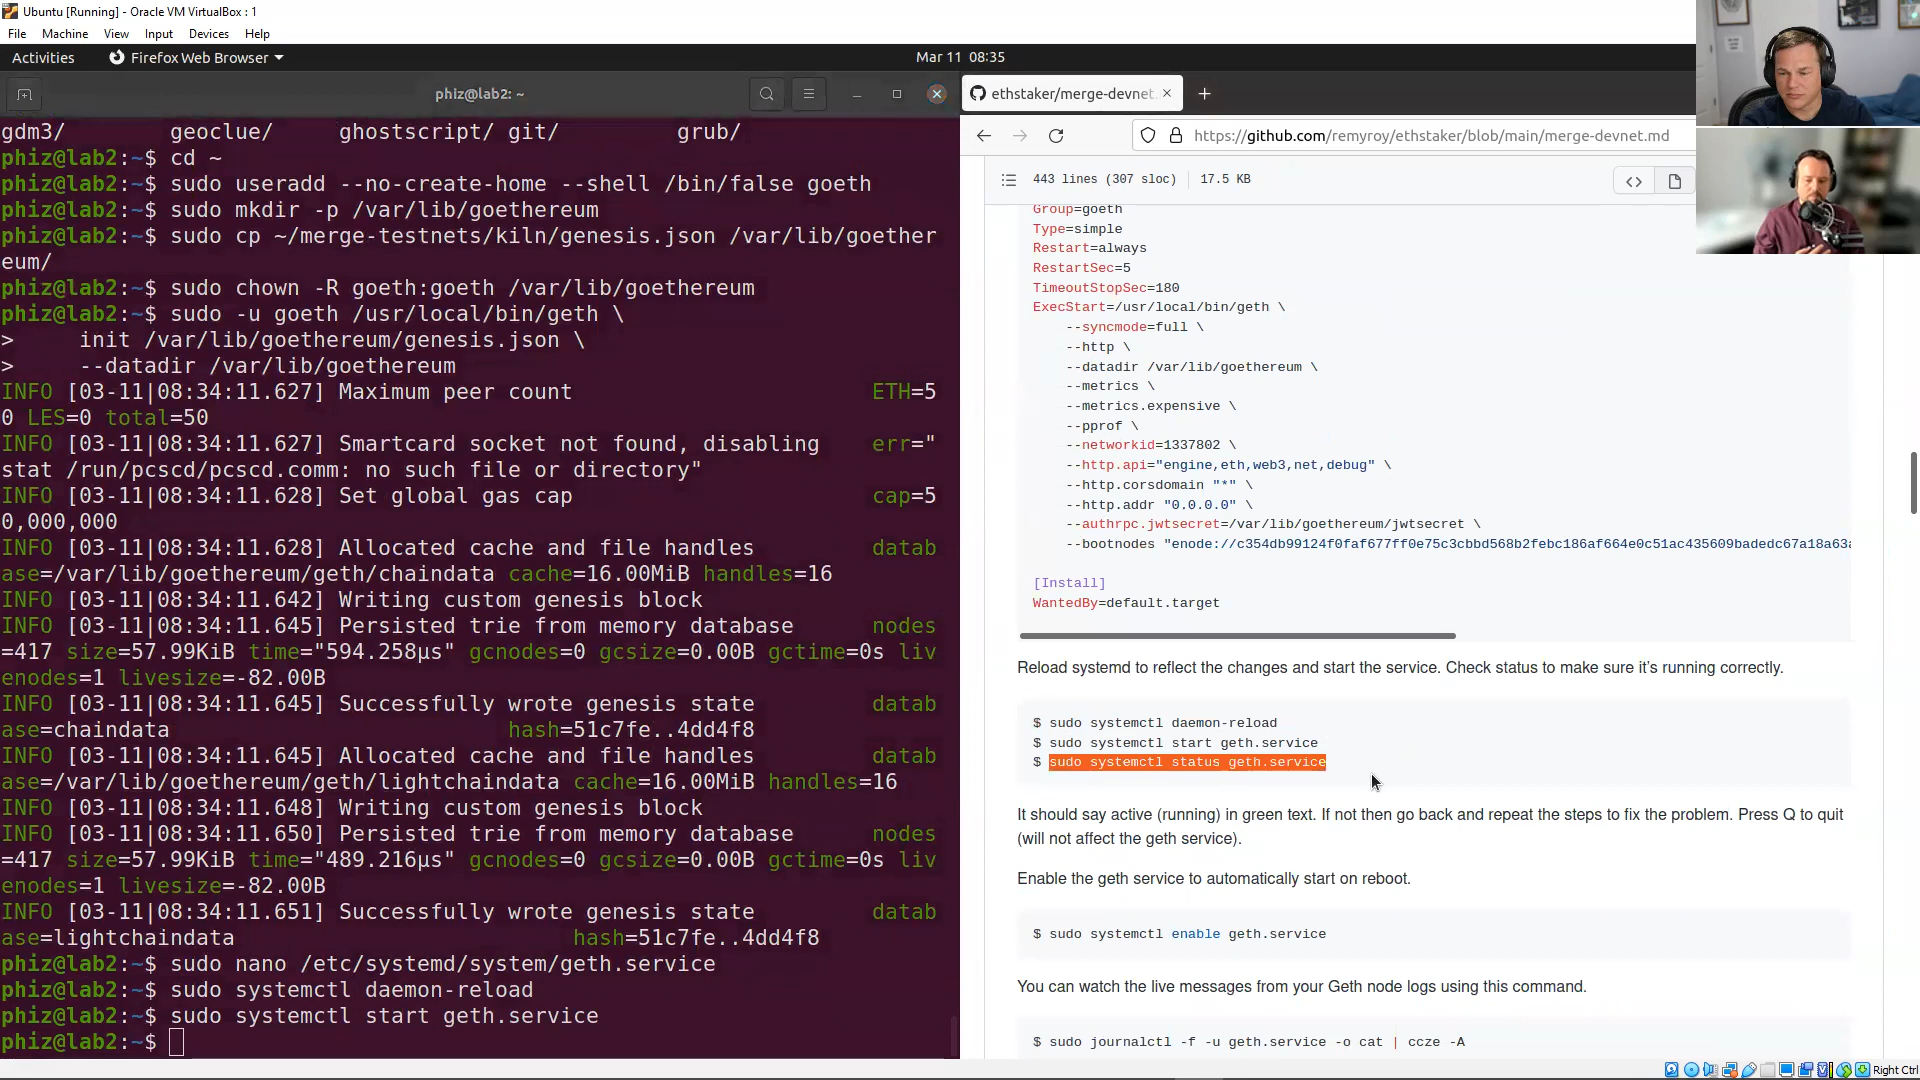 Ubuntu [Running] - Oracle VM VirtualBox : 1
File Machine View Input Devices Help
Activities Firefox Web Browser Mar 11 08:35
phiz@lab2: ~
gdm3/ geoclue/ ghostscript/ git/ grub/
phiz@lab2:~$ cd ~
phiz@lab2:~$ sudo useradd --no-create-home --shell /bin/false goeth
phiz@lab2:~$ sudo mkdir -p /var/lib/goethereum
phiz@lab2:~$ sudo cp ~/merge-testnets/kiln/genesis.json /var/lib/goether
eum/
phiz@lab2:~$ sudo chown -R goeth:goeth /var/lib/goethereum
phiz@lab2:~$ sudo -u goeth /usr/local/bin/geth \
> init /var/lib/goethereum/genesis.json \
> --datadir /var/lib/goethereum
INFO [03-11|08:34:11.627] Maximum peer count ETH=5
0 LES=0 total=50
INFO [03-11|08:34:11.627] Smartcard socket not found, disabling err="
stat /run/pcscd/pcscd.comm: no such file or directory"
INFO [03-11|08:34:11.628] Set global gas cap cap=5
0,000,000
INFO [03-11|08:34:11.628] Allocated cache and file handles datab
ase=/var/lib/goethereum/geth/chaindata cache=16.00MiB handles=16
INFO [03-11|08:34:11.642] Writing custom genesis block
INFO [03-11|08:34:11.645] Persisted trie from memory database nodes
=417 size=57.99KiB time="594.258µs" gcnodes=0 gcsize=0.00B gctime=0s liv
enodes=1 livesize=-82.00B
INFO [03-11|08:34:11.645] Successfully wrote genesis state datab
ase=chaindata hash=51c7fe..4dd4f8
INFO [03-11|08:34:11.645] Allocated cache and file handles datab
ase=/var/lib/goethereum/geth/lightchaindata cache=16.00MiB handles=16
INFO [03-11|08:34:11.648] Writing custom genesis block
INFO [03-11|08:34:11.650] Persisted trie from memory database nodes
=417 size=57.99KiB time="489.216µs" gcnodes=0 gcsize=0.00B gctime=0s liv
enodes=1 livesize=-82.00B
INFO [03-11|08:34:11.651] Successfully wrote genesis state datab
ase=lightchaindata hash=51c7fe..4dd4f8
phiz@lab2:~$ sudo nano /etc/systemd/system/geth.service
phiz@lab2:~$ sudo systemctl daemon-reload
phiz@lab2:~$ sudo systemctl start geth.service
phiz@lab2:~$
ethstaker/merge-devnet.
https://github.com/remyroy/ethstaker/blob/main/merge-devnet.md
443 lines (307 sloc) 17.5 KB
Group=goeth
Type=simple
Restart=always
RestartSec=5
TimeoutStopSec=180
ExecStart=/usr/local/bin/geth \
--syncmode=full \
--http \
--datadir /var/lib/goethereum \
--metrics \
--metrics.expensive \
--pprof \
--networkid=1337802 \
--http.api="engine,eth,web3,net,debug" \
--http.corsdomain "*" \
--http.addr "0.0.0.0" \
--authrpc.jwtsecret=/var/lib/goethereum/jwtsecret \
--bootnodes "enode://c354db99124f0faf677ff0e75c3cbbd568b2febc186af664e0c51ac435609badedc67a18a63a
[Install]
WantedBy=default.target
Reload systemd to reflect the changes and start the service. Check status to make sure it’s running correctly.
$ sudo systemctl daemon-reload
$ sudo systemctl start geth.service
$ sudo systemctl status geth.service
It should say active (running) in green text. If not then go back and repeat the steps to fix the problem. Press Q to quit
(will not affect the geth service).
Enable the geth service to automatically start on reboot.
$ sudo systemctl enable geth.service
You can watch the live messages from your Geth node logs using this command.
$ sudo journalctl -f -u geth.service -o cat | ccze -A
Right Ctrl